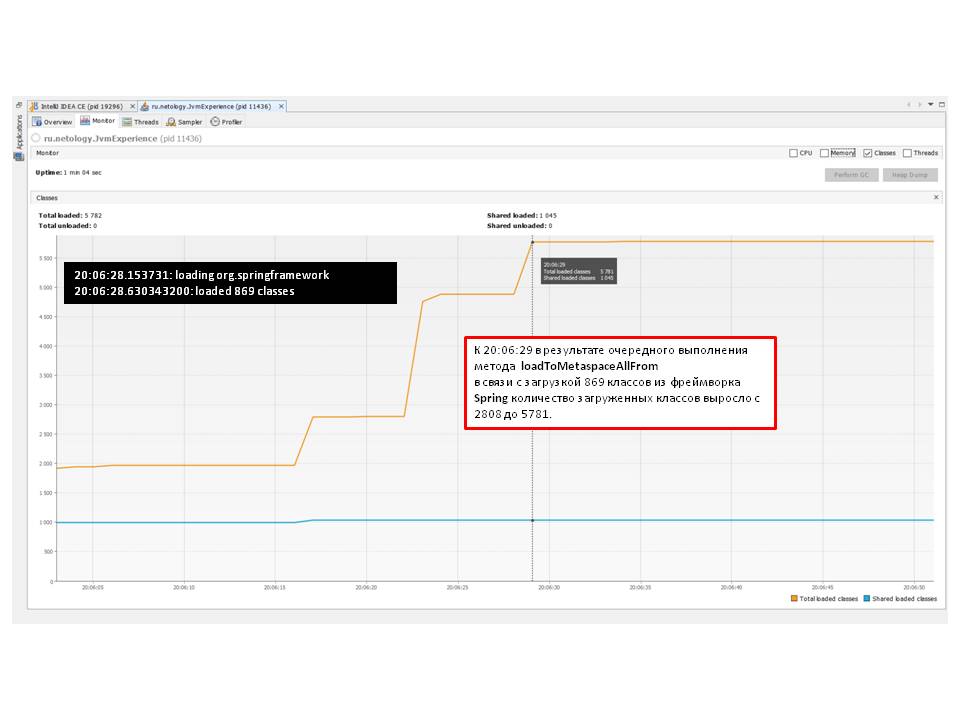 IntelliJ IDEA CE (pid 19296) ru.netology.JvmExperience (pid 11436)
Applications
Overview Monitor Threads Sampler Profiler
ru.netology.JvmExperience (pid 11436)
Monitor CPU Memory Classes Threads
Uptime: 1 min 04 sec Perform GC Heap Dump
Classes
Total loaded: 5 782 Shared loaded: 1 045
Total unloaded: 0 Shared unloaded: 0
5 500
20:06:28.153731: loading org.springframework
20:06:28.630343200: loaded 869 classes
20:06:29
Total loaded classes 5 781
Shared loaded classes 1 045
5 000
4 500
4 000
К 20:06:29 в результате очередного выполнения
метода loadToMetaspaceAllFrom
в связи с загрузкой 869 классов из фреймворка
Spring количество загруженных классов выросло с
2808 до 5781.
3 500
3 000
2 500
2 000
1 500
1 000
500
0
20:06:05 20:06:10 20:06:15 20:06:20 20:06:25 20:06:30 20:06:35 20:06:40 20:06:45 20:06:50
Total loaded classes Shared loaded classes